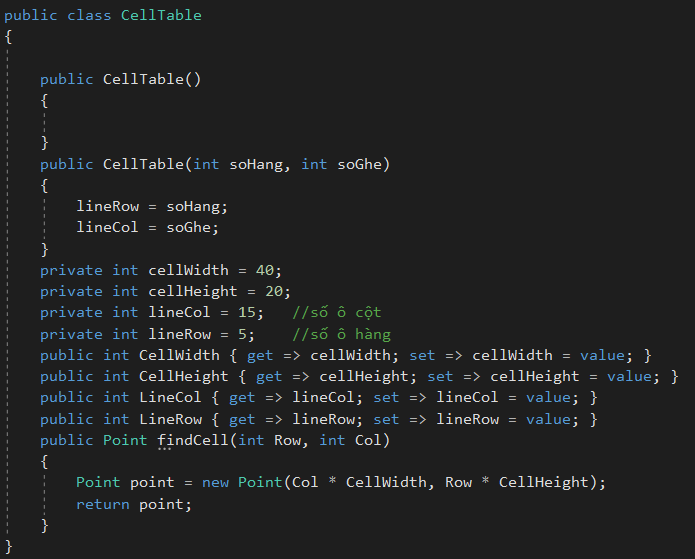 public class CellTable
{
public CellTable()
{
}
public CellTable(int soHang, int soGhe)
{
lineRow = soHang;
lineCol = soGhe;
}
private int cellWidth = 40;
private int cellHeight = 20;
private int lineCol = 15;   //số ô cột
private int lineRow = 5;    //số ô hàng
public int CellWidth { get => cellWidth; set => cellWidth = value; }
public int CellHeight { get => cellHeight; set => cellHeight = value; }
public int LineCol { get => lineCol; set => lineCol = value; }
public int LineRow { get => lineRow; set => lineRow = value; }
public Point findCell(int Row, int Col)
{
Point point = new Point(Col * CellWidth, Row * CellHeight);
return point;
}
}